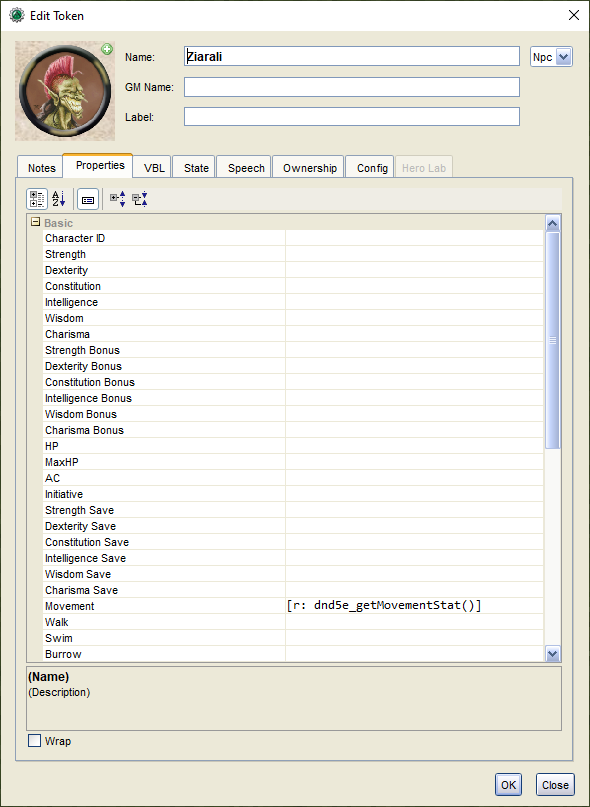 Edit Token
Name: Ziarali Npc
GM Name:
Label:
Notes Properties VBL State Speech Ownership Config Hero Lab
Basic
Character ID
Strength
Dexterity
Constitution
Intelligence
Wisdom
Charisma
Strength Bonus
Dexterity Bonus
Constitution Bonus
Intelligence Bonus
Wisdom Bonus
Charisma Bonus
HP
MaxHP
AC
Initiative
Strength Save
Dexterity Save
Constitution Save
Intelligence Save
Wisdom Save
Charisma Save
Movement [r: dnd5e_getMovementStat()]
Walk
Swim
Burrow
(Name)
(Description)
Wrap
OK Close